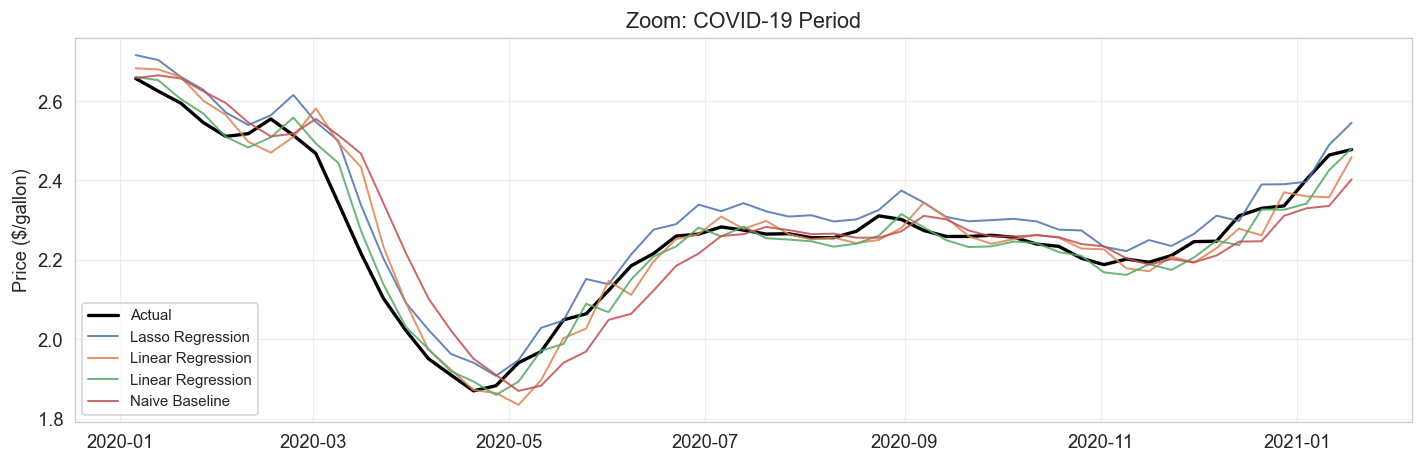 Zoom: COVID-19 Period
Price ($/gallon)
2.6
2.4
2.2
2.0
1.8
Actual
Lasso Regression
Linear Regression
Linear Regression
Naive Baseline
2020-01 2020-03 2020-05 2020-07 2020-09 2020-11 2021-01